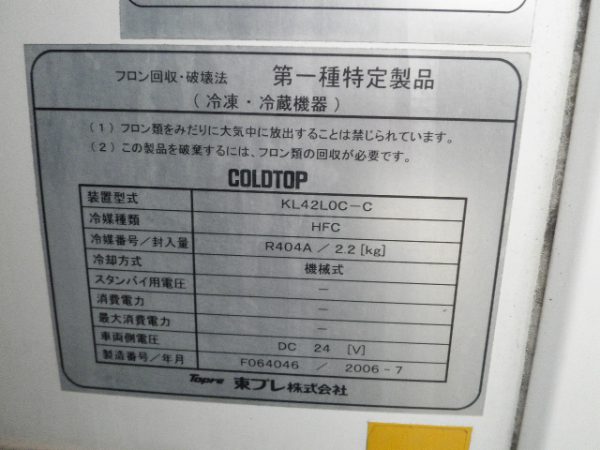 フロン回収・破壊法 第一種特定製品
（冷凍・冷蔵機器）
（１）フロン類をみだりに大気中に放出することは禁じられています。
（２）この製品を破棄するには、フロン類の回収が必要です。
COLDTOP
装置型式 KL42L0C－C
冷媒種類 HFC
冷媒番号／封入量 R404A ／ 2.2 [kg]
冷却方式 機械式
スタンバイ用電圧 －
消費電力 －
最大消費電力 －
車両側電圧 DC 24 [V]
製造番号／年月 F064046 ／ 2006－7
Topre 東プレ株式会社